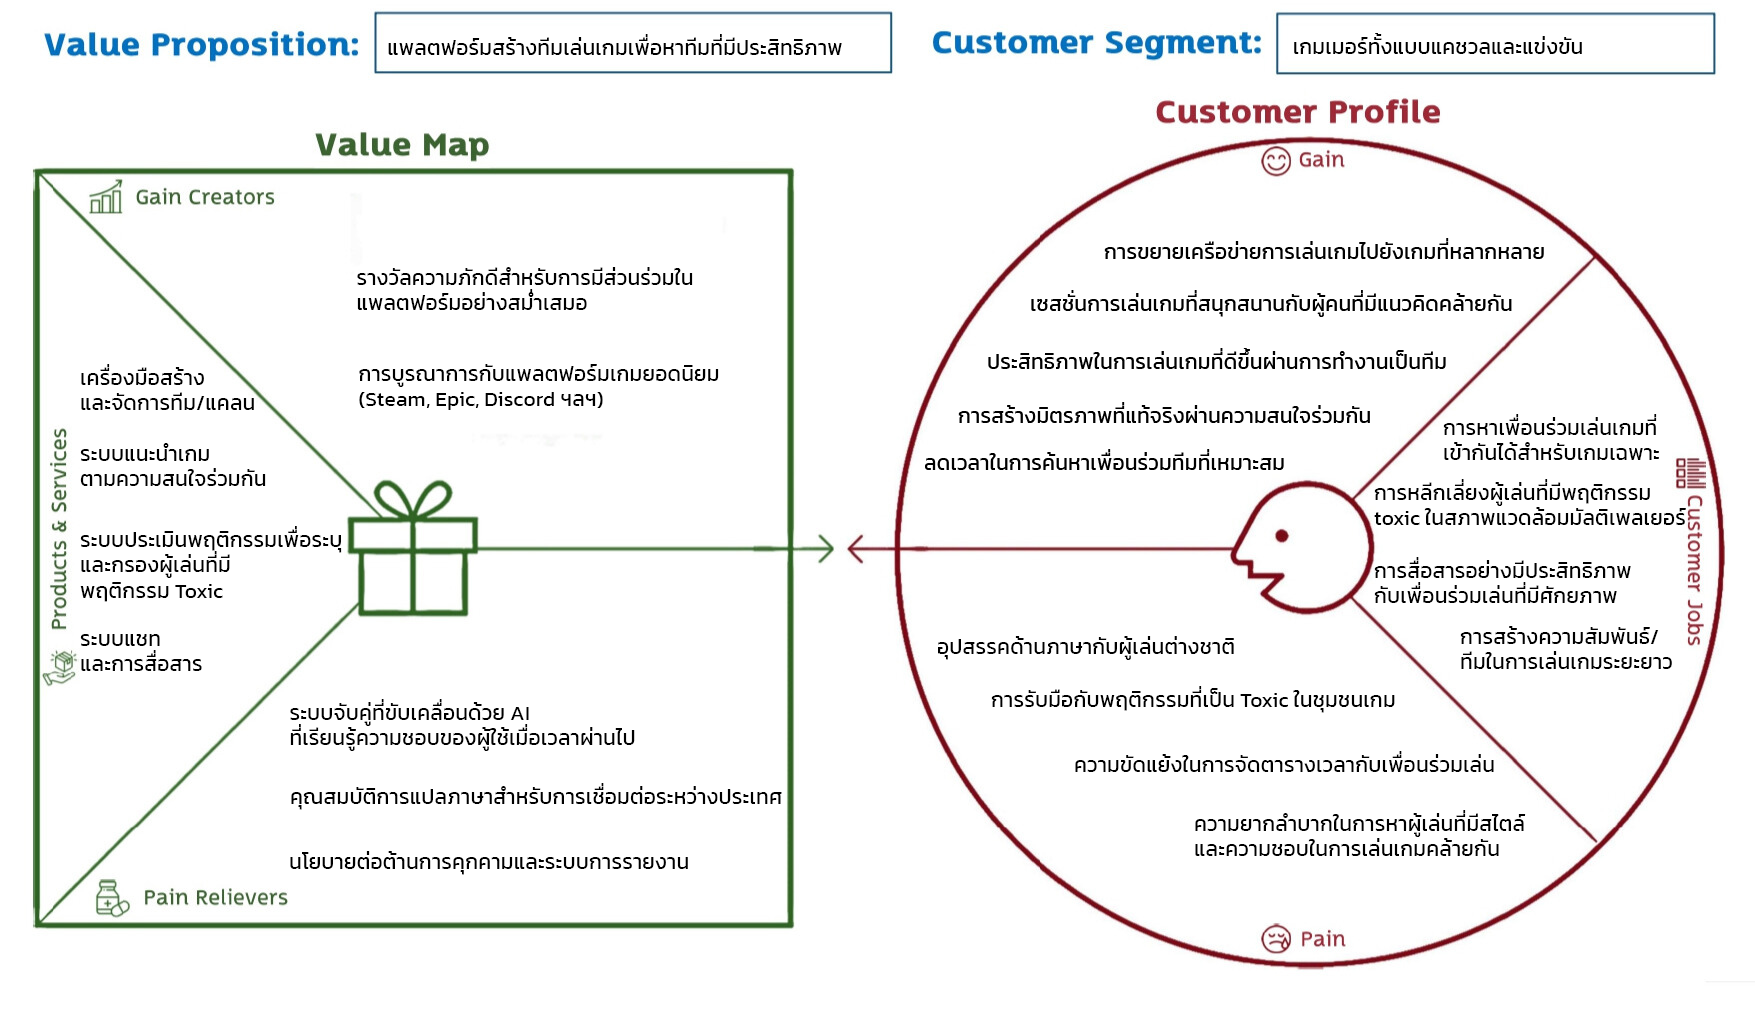 Value Proposition:
แพลตฟอร์มสร้างทีมเล่นเกมเพื่อหาทีมที่มีประสิทธิภาพ
Customer Segment:
เกมเมอร์ทั้งแบบแคชวลและแข่งขัน
Value Map
Gain Creators
รางวัลความภักดีสำหรับการมีส่วนร่วมใน
แพลตฟอร์มอย่างสม่ำเสมอ
การบูรณาการกับแพลตฟอร์มเกมยอดนิยม
(Steam, Epic, Discord ฯลฯ)
Products & Services
เครื่องมือสร้าง
และจัดการทีม/แคลน
ระบบแนะนำเกม
ตามความสนใจร่วมกัน
ระบบประเมินพฤติกรรมเพื่อระบุ
และกรองผู้เล่นที่มี
พฤติกรรม Toxic
ระบบแชท
และการสื่อสาร
ระบบจับคู่ที่ขับเคลื่อนด้วย AI
ที่เรียนรู้ความชอบของผู้ใช้เมื่อเวลาผ่านไป
คุณสมบัติการแปลภาษาสำหรับการเชื่อมต่อระหว่างประเทศ
นโยบายต่อต้านการคุกคามและระบบการรายงาน
Pain Relievers
Customer Profile
Gain
การขยายเครือข่ายการเล่นเกมไปยังเกมที่หลากหลาย
เซสชั่นการเล่นเกมที่สนุกสนานกับผู้คนที่มีแนวคิดคล้ายกัน
ประสิทธิภาพในการเล่นเกมที่ดีขึ้นผ่านการทำงานเป็นทีม
การสร้างมิตรภาพที่แท้จริงผ่านความสนใจร่วมกัน
ลดเวลาในการค้นหาเพื่อนร่วมทีมที่เหมาะสม
Customer Jobs
การหาเพื่อนร่วมเล่นเกมที่
เข้ากันได้สำหรับเกมเฉพาะ
การหลีกเลี่ยงผู้เล่นที่มีพฤติกรรม
toxic ในสภาพแวดล้อมมัลติเพลเยอร์
การสื่อสารอย่างมีประสิทธิภาพ
กับเพื่อนร่วมเล่นที่มีศักยภาพ
การสร้างความสัมพันธ์/
ทีมในการเล่นเกมระยะยาว
อุปสรรคด้านภาษากับผู้เล่นต่างชาติ
การรับมือกับพฤติกรรมที่เป็น Toxic ในชุมชนเกม
ความขัดแย้งในการจัดตารางเวลากับเพื่อนร่วมเล่น
ความยากลำบากในการหาผู้เล่นที่มีสไตล์
และความชอบในการเล่นเกมคล้ายกัน
Pain